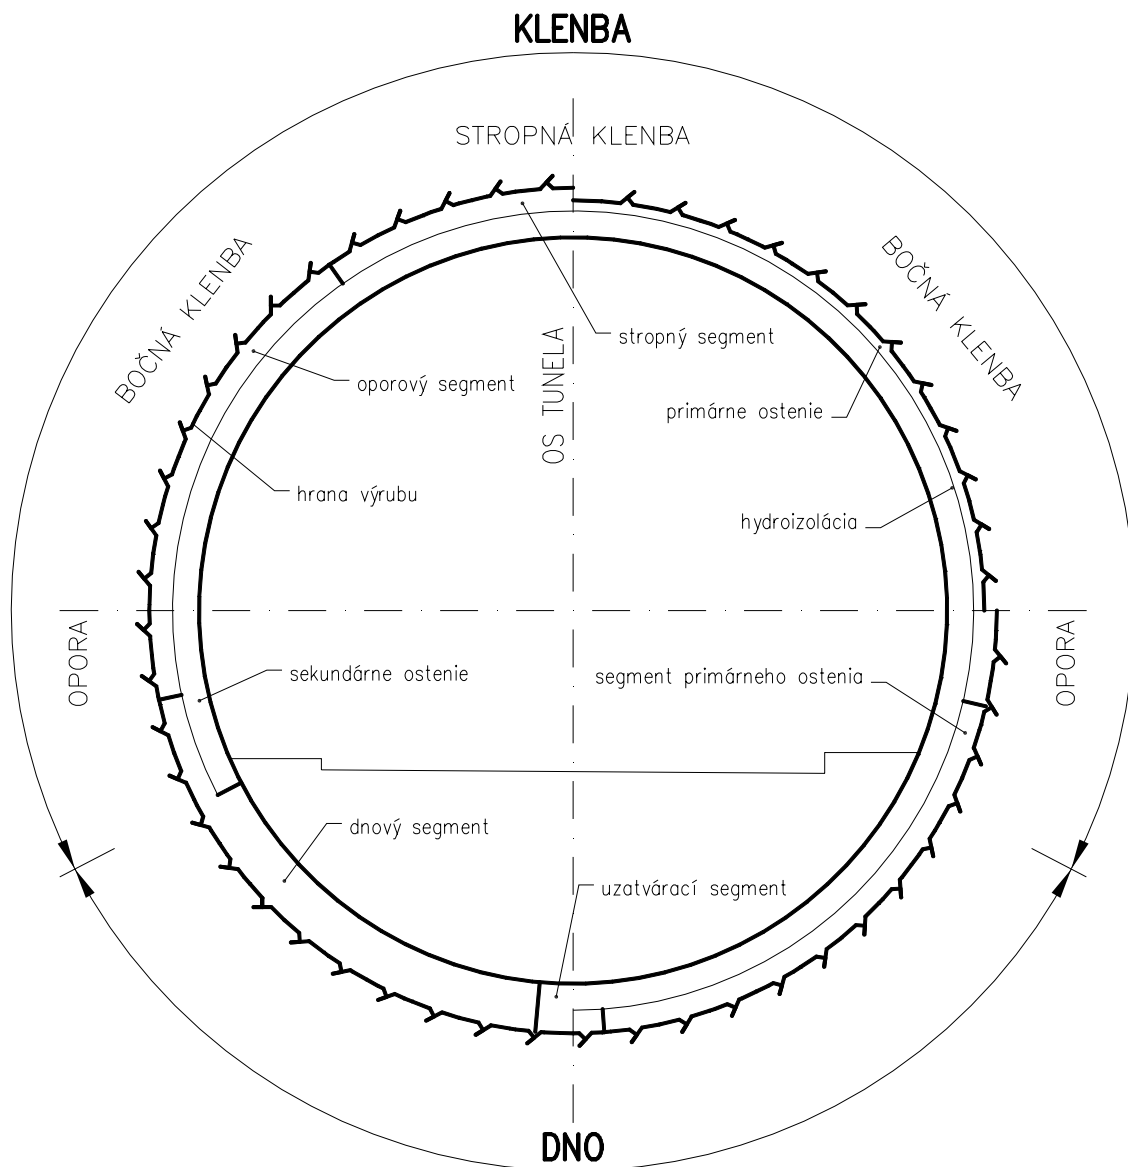 KLENBA
STROPNÁ KLENBA
BOČNÁ KLENBA
BOČNÁ KLENBA
stropný segment
OS TUNELA
oporový segment
primárne ostenie
hrana výrubu
hydroizolácia
OPORA
OPORA
sekundárne ostenie
segment primárneho ostenia
dnový segment
uzatvárací segment
DNO